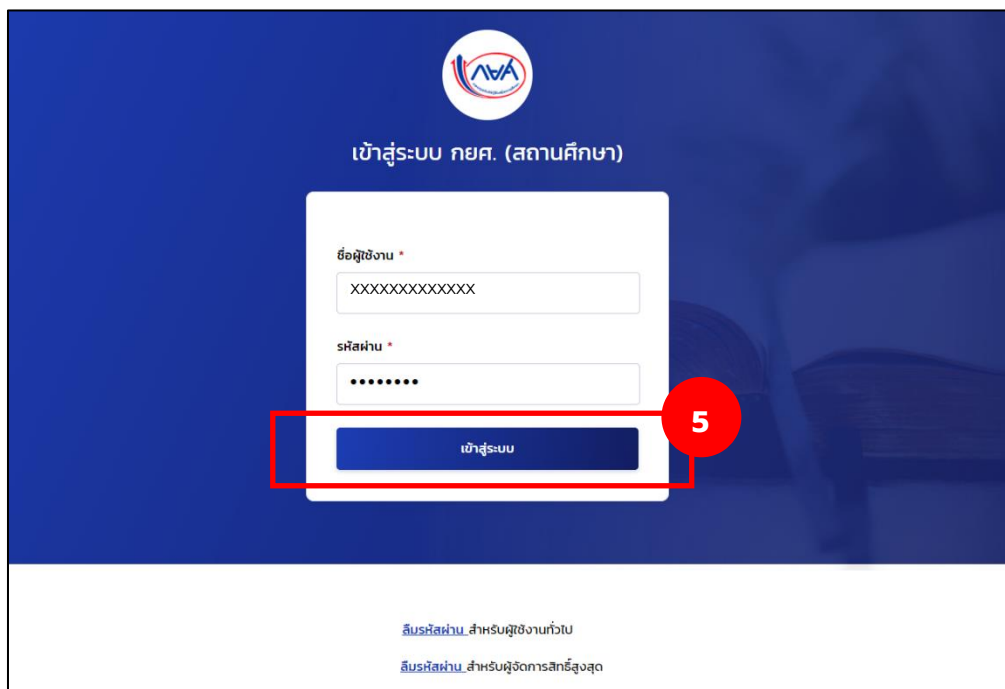 กยศ
เข้าสู่ระบบ กยศ. (สถานศึกษา)
ชื่อผู้ใช้งาน *
XXXXXXXXXXXXX
รหัสผ่าน *
••••••••
5
เข้าสู่ระบบ
ลืมรหัสผ่าน สำหรับผู้ใช้งานทั่วไป
ลืมรหัสผ่าน สำหรับผู้จัดการสิทธิ์สูงสุด